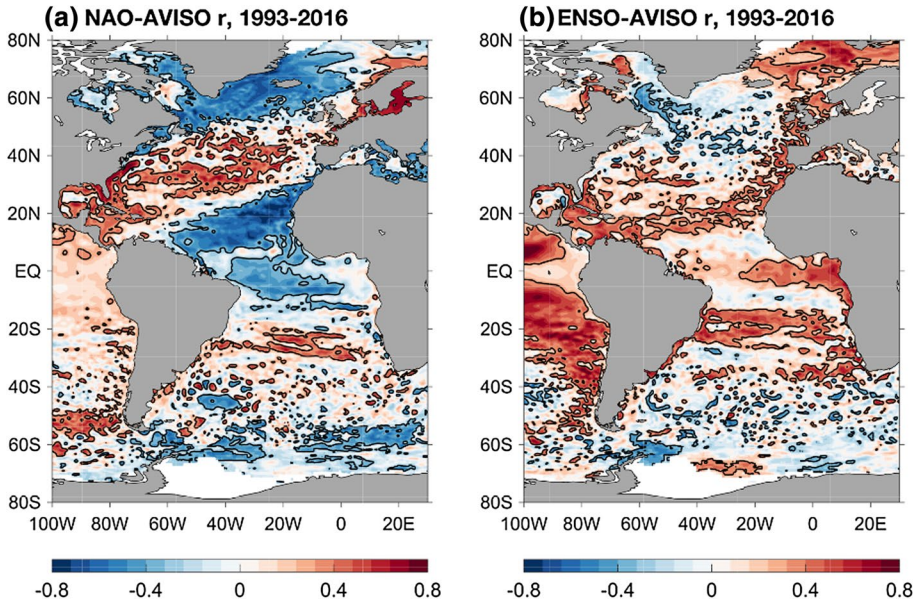 (a) NAO-AVISO r, 1993-2016
(b) ENSO-AVISO r, 1993-2016
80N
60N
40N
20N
EQ
20S
40S
60S
80S
100W 80W 60W 40W 20W 0 20E
-0.8 -0.4 0 0.4 0.8
80N
60N
40N
20N
EQ
20S
40S
60S
80S
100W 80W 60W 40W 20W 0 20E
-0.8 -0.4 0 0.4 0.8